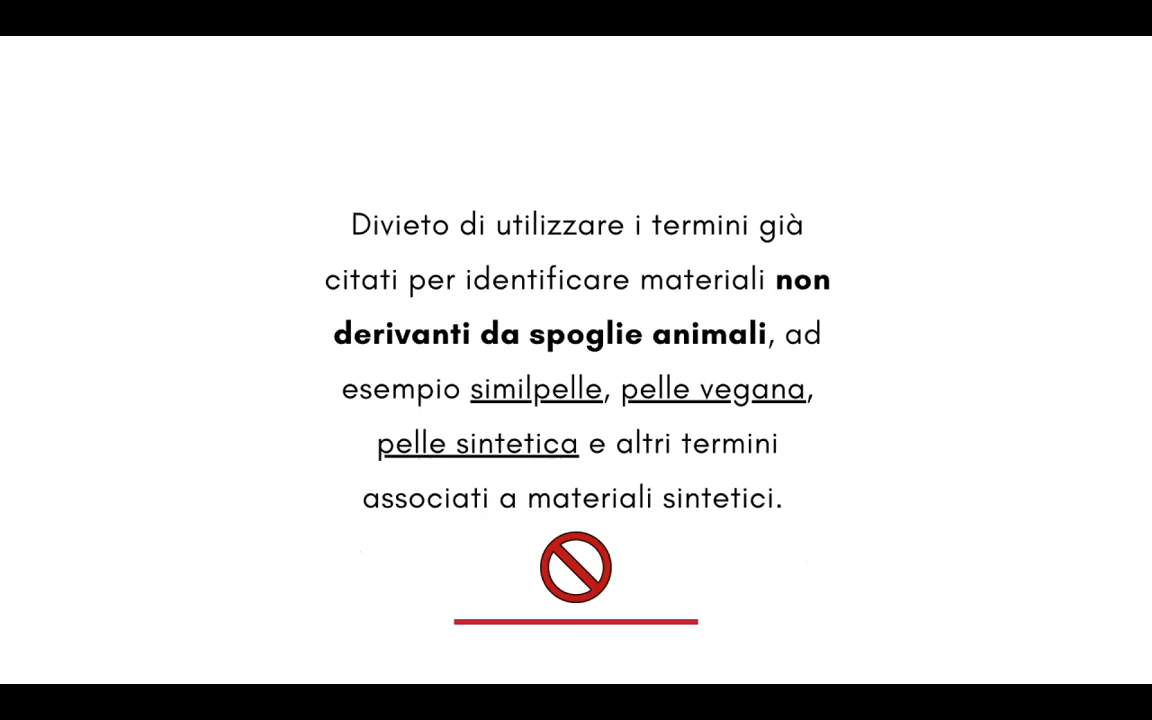 Divieto di utilizzare i termini già
citati per identificare materiali non
derivanti da spoglie animali, ad
esempio similpelle, pelle vegana,
pelle sintetica e altri termini
associati a materiali sintetici.